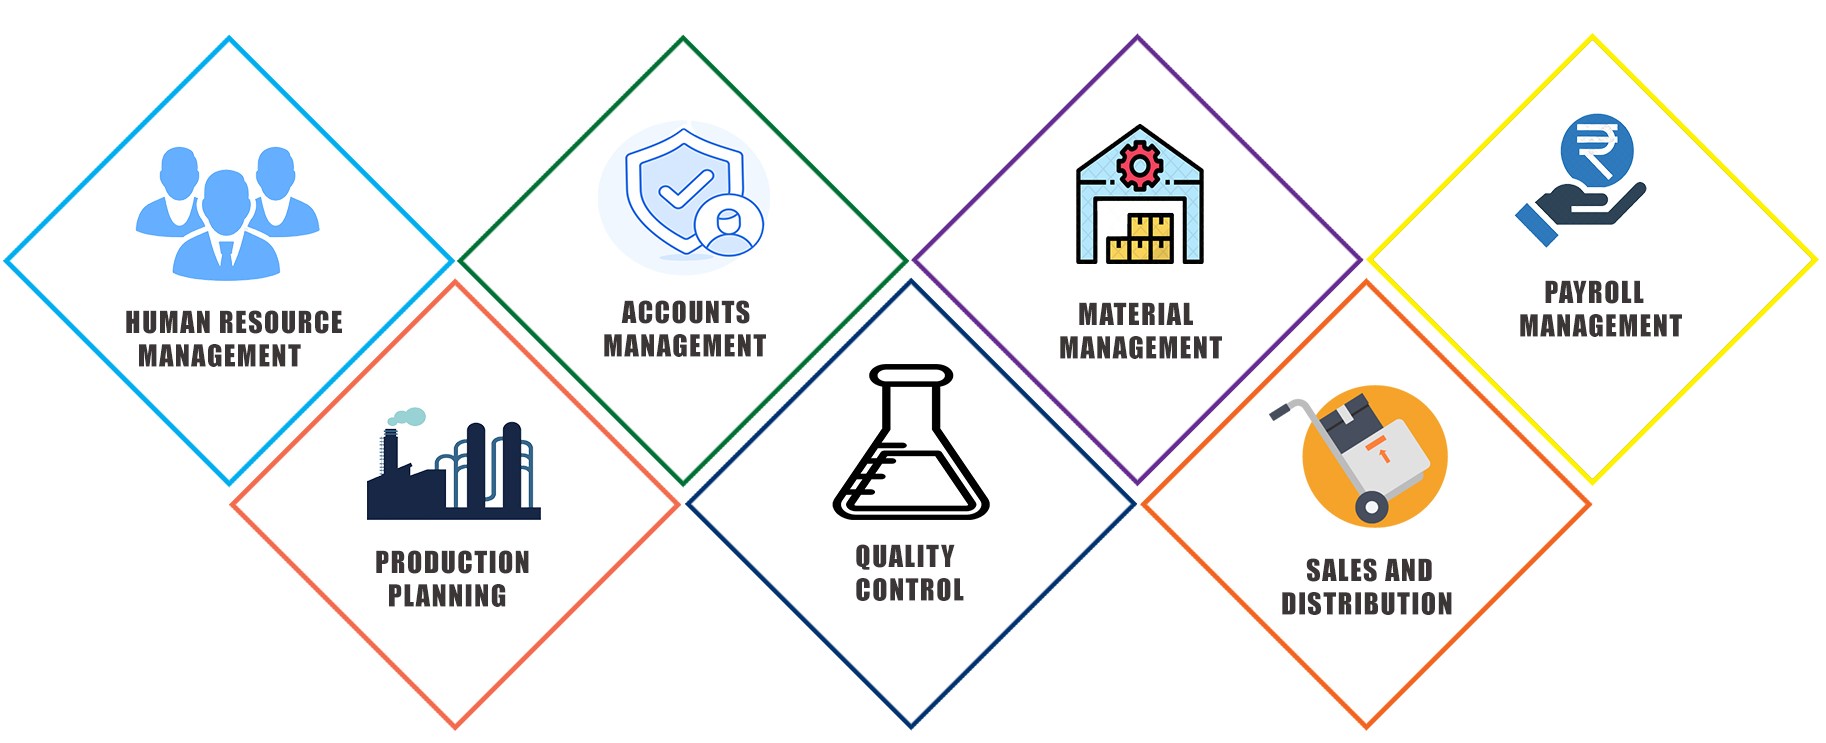 HUMAN RESOURCE
MANAGEMENT
ACCOUNTS
MANAGEMENT
MATERIAL
MANAGEMENT
PAYROLL
MANAGEMENT
PRODUCTION
PLANNING
QUALITY
CONTROL
SALES AND
DISTRIBUTION